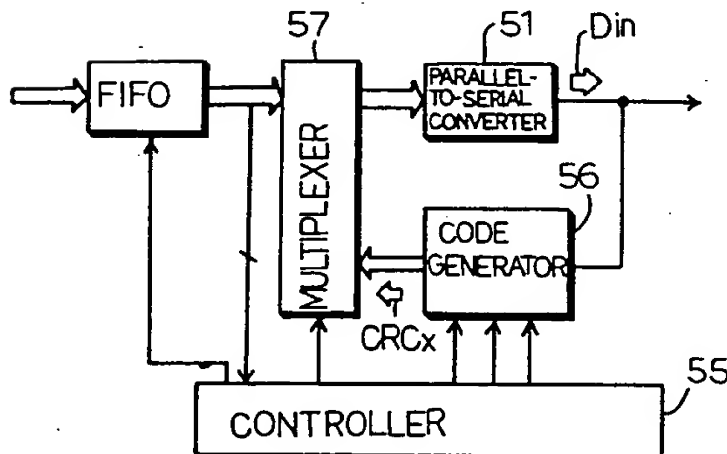 57
51
Din
FIFO
MULTIPLEXER
PARALLEL-
TO-SERIAL
CONVERTER
56
CODE
GENERATOR
CRCx
55
CONTROLLER